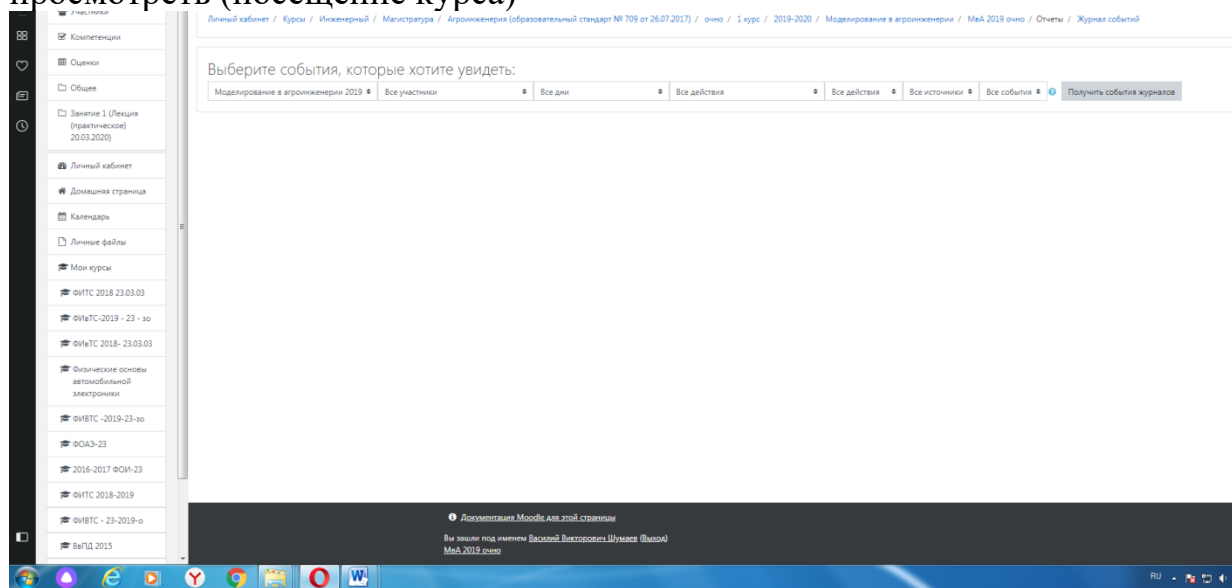 просмотреть (посещение курса)
Участники
Компетенции
Оценки
Общее
Занятие 1 (Лекция
(практическое)
20.03.2020)
Личный кабинет
Домашняя страница
Календарь
Личные файлы
Мои курсы
ФИТС 2018 23.03.03
ФИвТС-2019 - 23 - зо
ФИвТС 2018- 23.03.03
Физические основы
автомобильной
электроники
ФИВТС -2019-23-зо
ФОАЭ-23
2016-2017 ФОИ-23
ФИТС 2018-2019
ФИВТС - 23-2019-о
ВвПД 2015
Личный кабинет / Курсы / Инженерный / Магистратура / Агроинженерия (образовательный стандарт № 709 от 26.07.2017) / очно / 1 курс / 2019-2020 / Моделирование в агроинженерии / МвА 2019 очно / Отчеты / Журнал событий
Выберите события, которые хотите увидеть:
Моделирование в агроинженерии 2019 Все участники Все дни Все действия Все действия Все источники Все события Получить события журналов
Документация Moodle для этой страницы
Вы зашли под именем Василий Викторович Шумаев (Выход)
МвА 2019 очно
RU